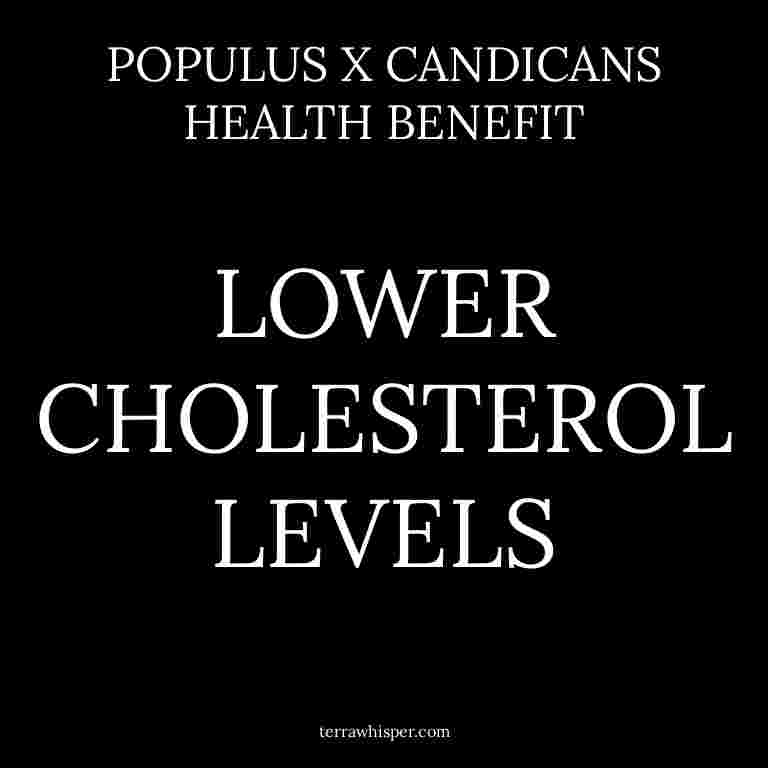 POPULUS X CANDICANS
HEALTH BENEFIT
LOWER
CHOLESTEROL
LEVELS
terrawhisper.com